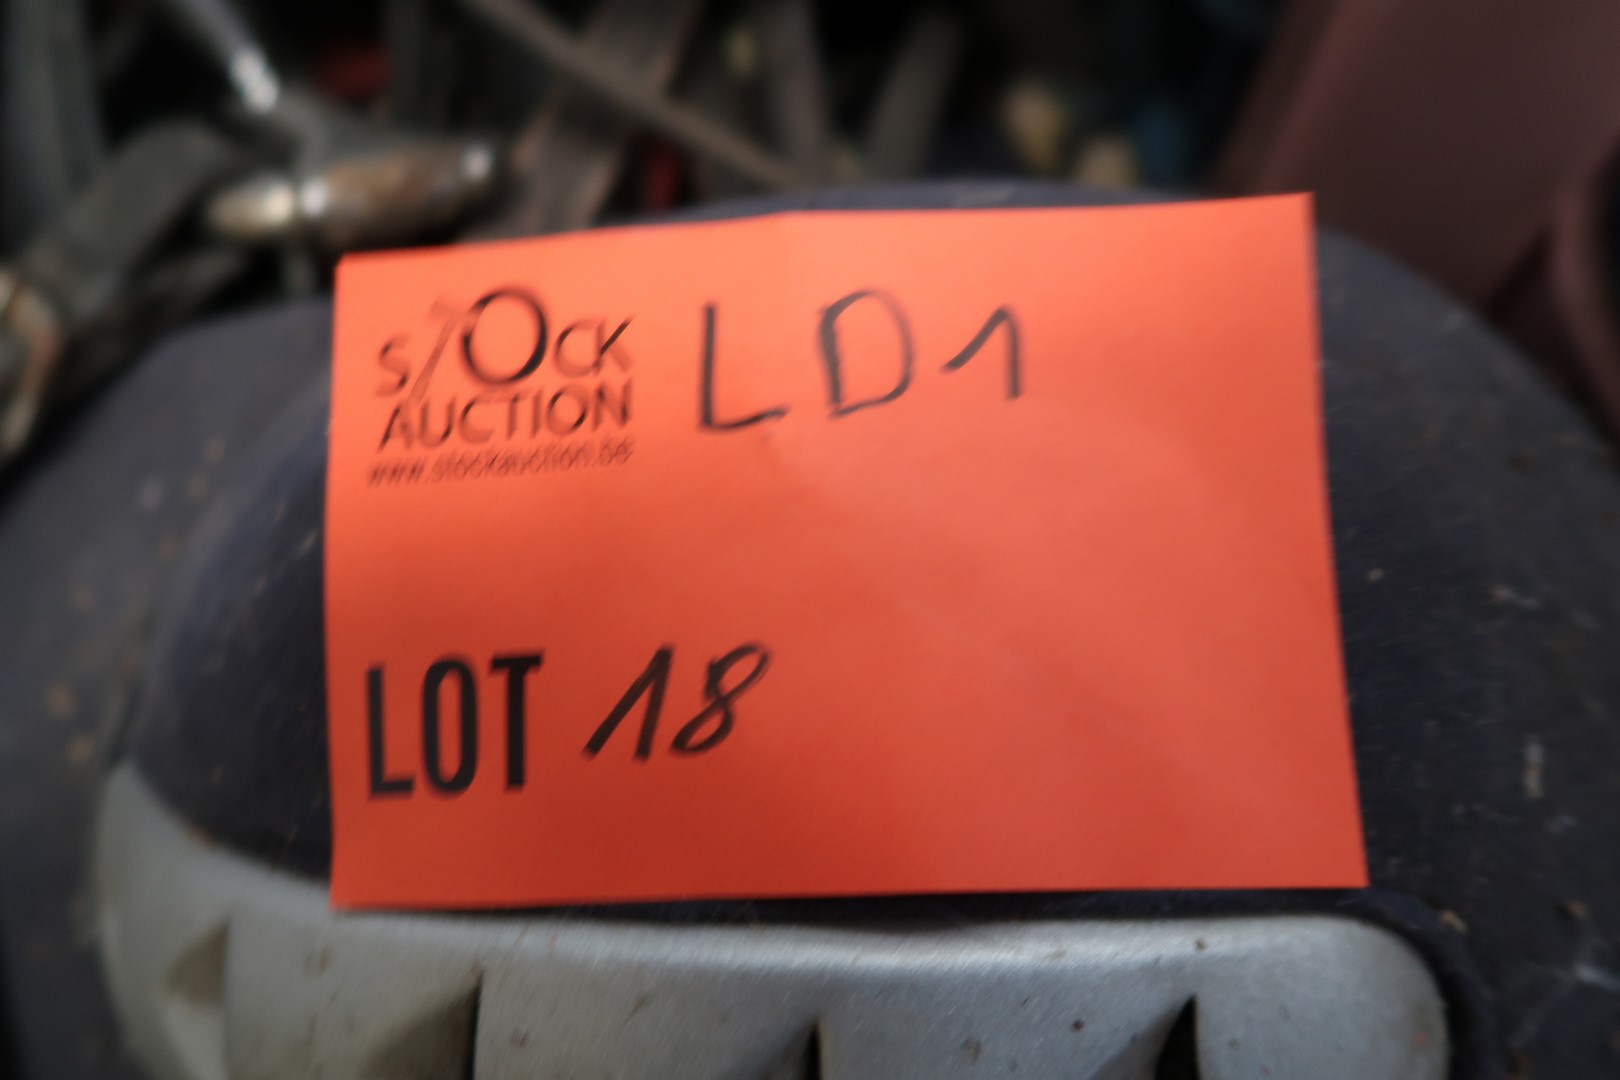 STOCK LD1
AUCTION
www.stockauction.be
LOT 18